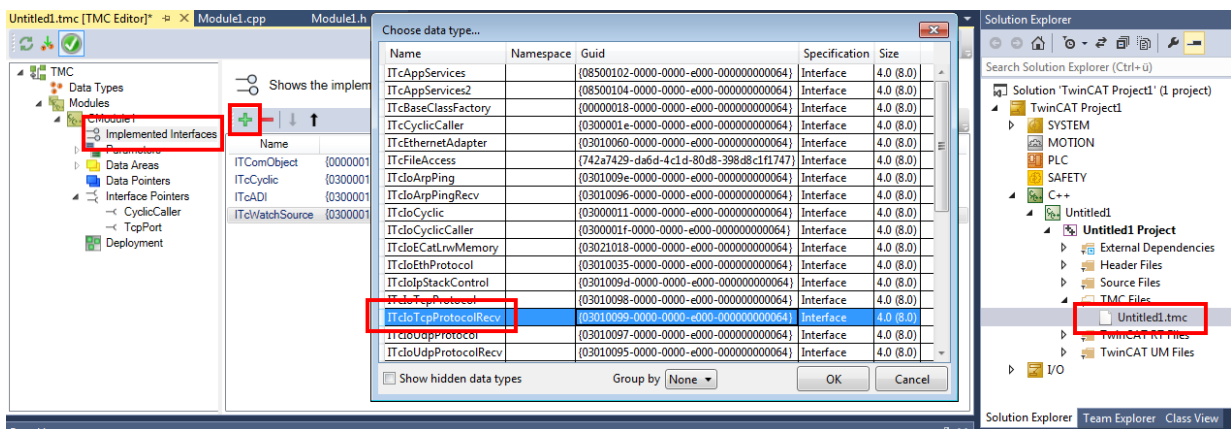 Untitled1.tmc [TMC Editor]*
Module1.cpp
Module1.h
TMC
Data Types
Modules
CModule1
Implemented Interfaces
Parameters
Data Areas
Data Pointers
Interface Pointers
CyclicCaller
TcpPort
Deployment
Shows the implem
Name
ITComObject {0000001
ITcCyclic {0300001
ITcADI {0300001
ITcWatchSource {0300001
Choose data type...
Name Namespace Guid Specification Size
ITcAppServices {08500102-0000-0000-e000-000000000064} Interface 4.0 (8.0)
ITcAppServices2 {08500104-0000-0000-e000-000000000064} Interface 4.0 (8.0)
ITcBaseClassFactory {00000018-0000-0000-e000-000000000064} Interface 4.0 (8.0)
ITcCyclicCaller {0300001e-0000-0000-e000-000000000064} Interface 4.0 (8.0)
ITcEthernetAdapter {03010060-0000-0000-e000-000000000064} Interface 4.0 (8.0)
ITcFileAccess {742a7429-da6d-4c1d-80d8-398d8c1f1747} Interface 4.0 (8.0)
ITcIoArpPing {0301009e-0000-0000-e000-000000000064} Interface 4.0 (8.0)
ITcIoArpPingRecv {03010096-0000-0000-e000-000000000064} Interface 4.0 (8.0)
ITcIoCyclic {03000011-0000-0000-e000-000000000064} Interface 4.0 (8.0)
ITcIoCyclicCaller {0300001f-0000-0000-e000-000000000064} Interface 4.0 (8.0)
ITcIoECatLrwMemory {03021018-0000-0000-e000-000000000064} Interface 4.0 (8.0)
ITcIoEthProtocol {03010035-0000-0000-e000-000000000064} Interface 4.0 (8.0)
ITcIoIpStackControl {0301009d-0000-0000-e000-000000000064} Interface 4.0 (8.0)
ITcIoTcpProtocol {03010098-0000-0000-e000-000000000064} Interface 4.0 (8.0)
ITcIoTcpProtocolRecv {03010099-0000-0000-e000-000000000064} Interface 4.0 (8.0)
ITcIoUdpProtocol {03010097-0000-0000-e000-000000000064} Interface 4.0 (8.0)
ITcIoUdpProtocolRecv {03010095-0000-0000-e000-000000000064} Interface 4.0 (8.0)
Show hidden data types
Group by None
OK
Cancel
Solution Explorer
Search Solution Explorer (Ctrl+ü)
Solution 'TwinCAT Project1' (1 project)
TwinCAT Project1
SYSTEM
MOTION
PLC
SAFETY
C++
Untitled1
Untitled1 Project
External Dependencies
Header Files
Source Files
TMC Files
Untitled1.tmc
TwinCAT RT Files
TwinCAT UM Files
I/O
Solution Explorer Team Explorer Class View